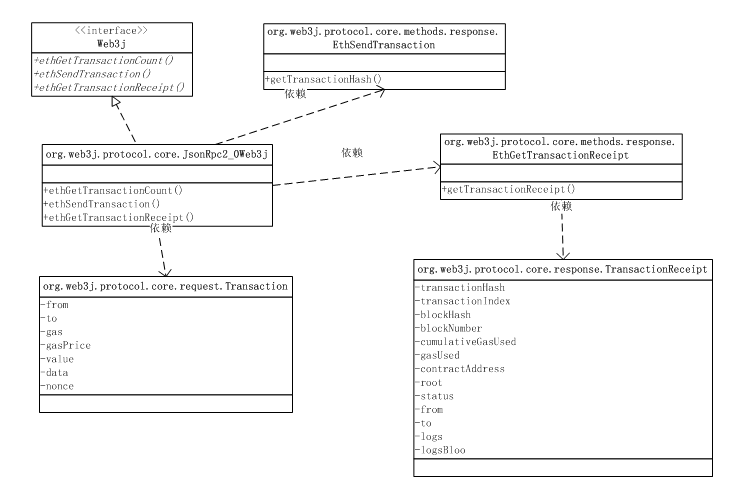 <<interface>>
Web3j
+ethGetTransactionCount()
+ethSendTransaction()
+ethGetTransactionReceipt()
org.web3j.protocol.core.methods.response.
EthSendTransaction
+getTransactionHash()
依赖
org.web3j.protocol.core.JsonRpc2_0Web3j
+ethGetTransactionCount()
+ethSendTransaction()
+ethGetTransactionReceipt()
依赖
依赖
org.web3j.protocol.core.methods.response.
EthGetTransactionReceipt
+getTransactionReceipt()
依赖
org.web3j.protocol.core.request.Transaction
-from
-to
-gas
-gasPrice
-value
-data
-nonce
org.web3j.protocol.core.response.TransactionReceipt
-transactionHash
-transactionIndex
-blockHash
-blockNumber
-cumulativeGasUsed
-gasUsed
-contractAddress
-root
-status
-from
-to
-logs
-logsBloo